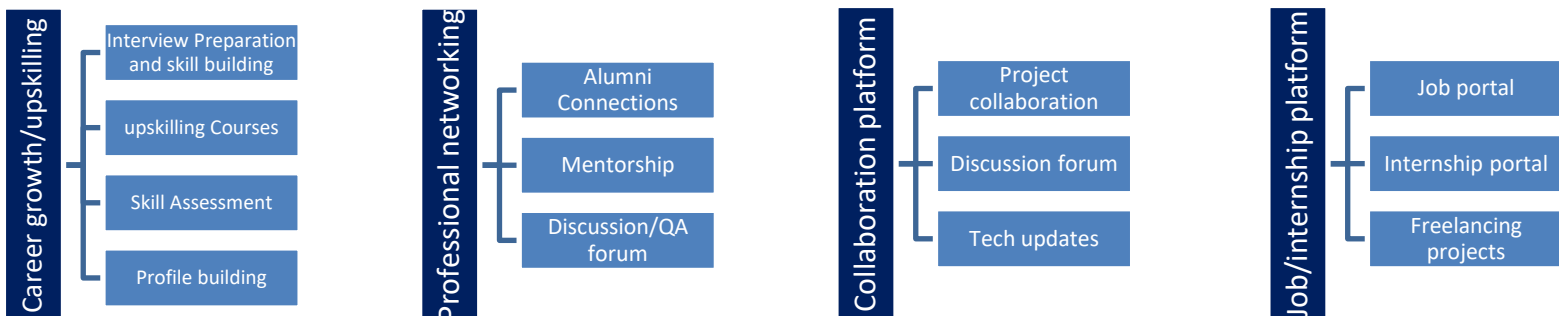 Career growth/upskilling
Interview Preparation
and skill building
upskilling Courses
Skill Assessment
Profile building
Professional networking
Alumni
Connections
Mentorship
Discussion/QA
forum
Collaboration platform
Project
collaboration
Discussion forum
Tech updates
Job/internship platform
Job portal
Internship portal
Freelancing
projects